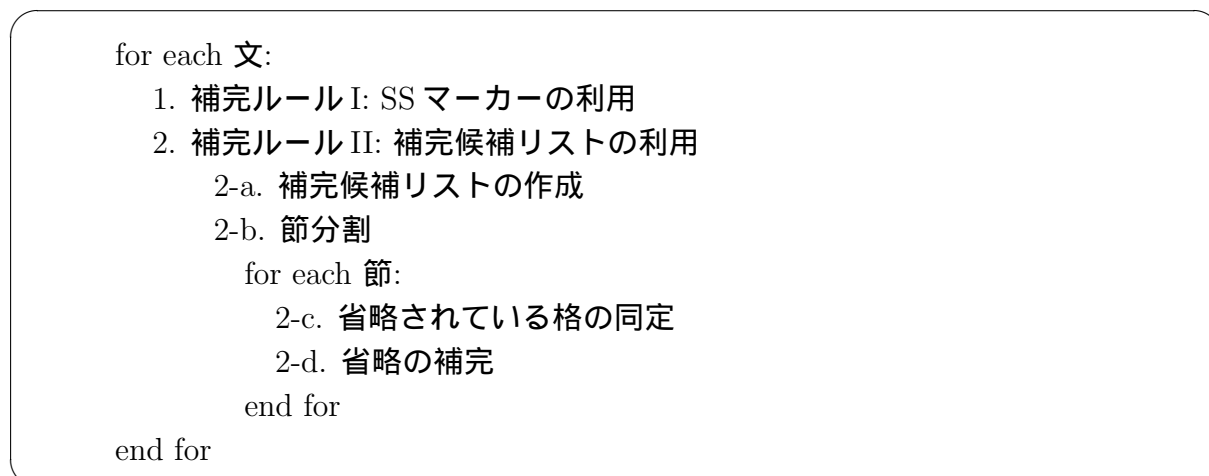 for each 文:
1. 補完ルール I: SS マーカーの利用
2. 補完ルール II: 補完候補リストの利用
2-a. 補完候補リストの作成
2-b. 節分割
for each 節:
2-c. 省略されている格の同定
2-d. 省略の補完
end for
end for